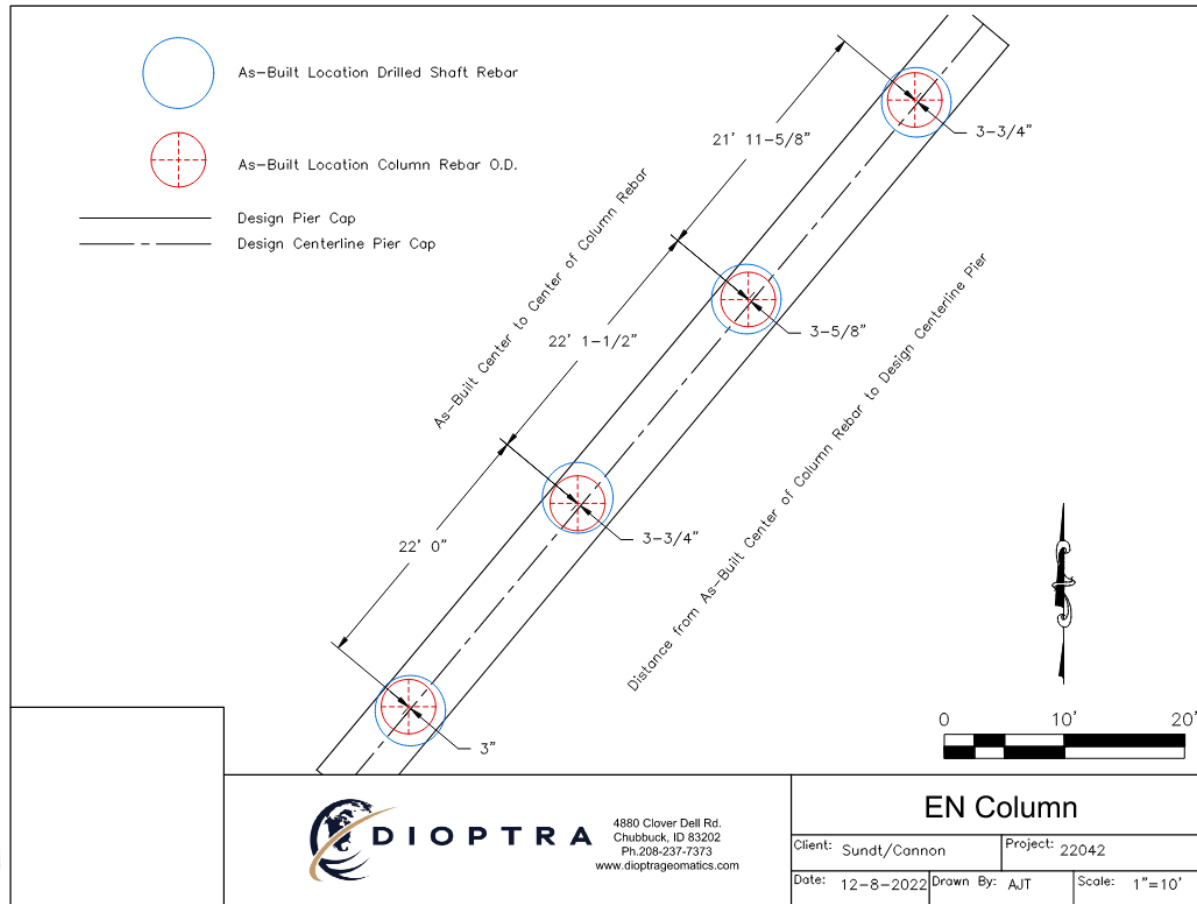 As-Built Location Drilled Shaft Rebar
As-Built Location Column Rebar O.D.
Design Pier Cap
Design Centerline Pier Cap
21' 11-5/8"
3-3/4"
As-Built Center to Center of Column Rebar
22' 1-1/2"
3-5/8"
Distance from As-Built Center of Column Rebar to Design Centerline Pier
22' 0"
3-3/4"
3"
0 10' 20'
DIOPTRA
4880 Clover Dell Rd.
Chubbuck, ID 83202
Ph.208-237-7373
www.dioptrageomatics.com
EN Column
Client: Sundt/Cannon Project: 22042
Date: 12-8-2022 Drawn By: AJT Scale: 1"=10'